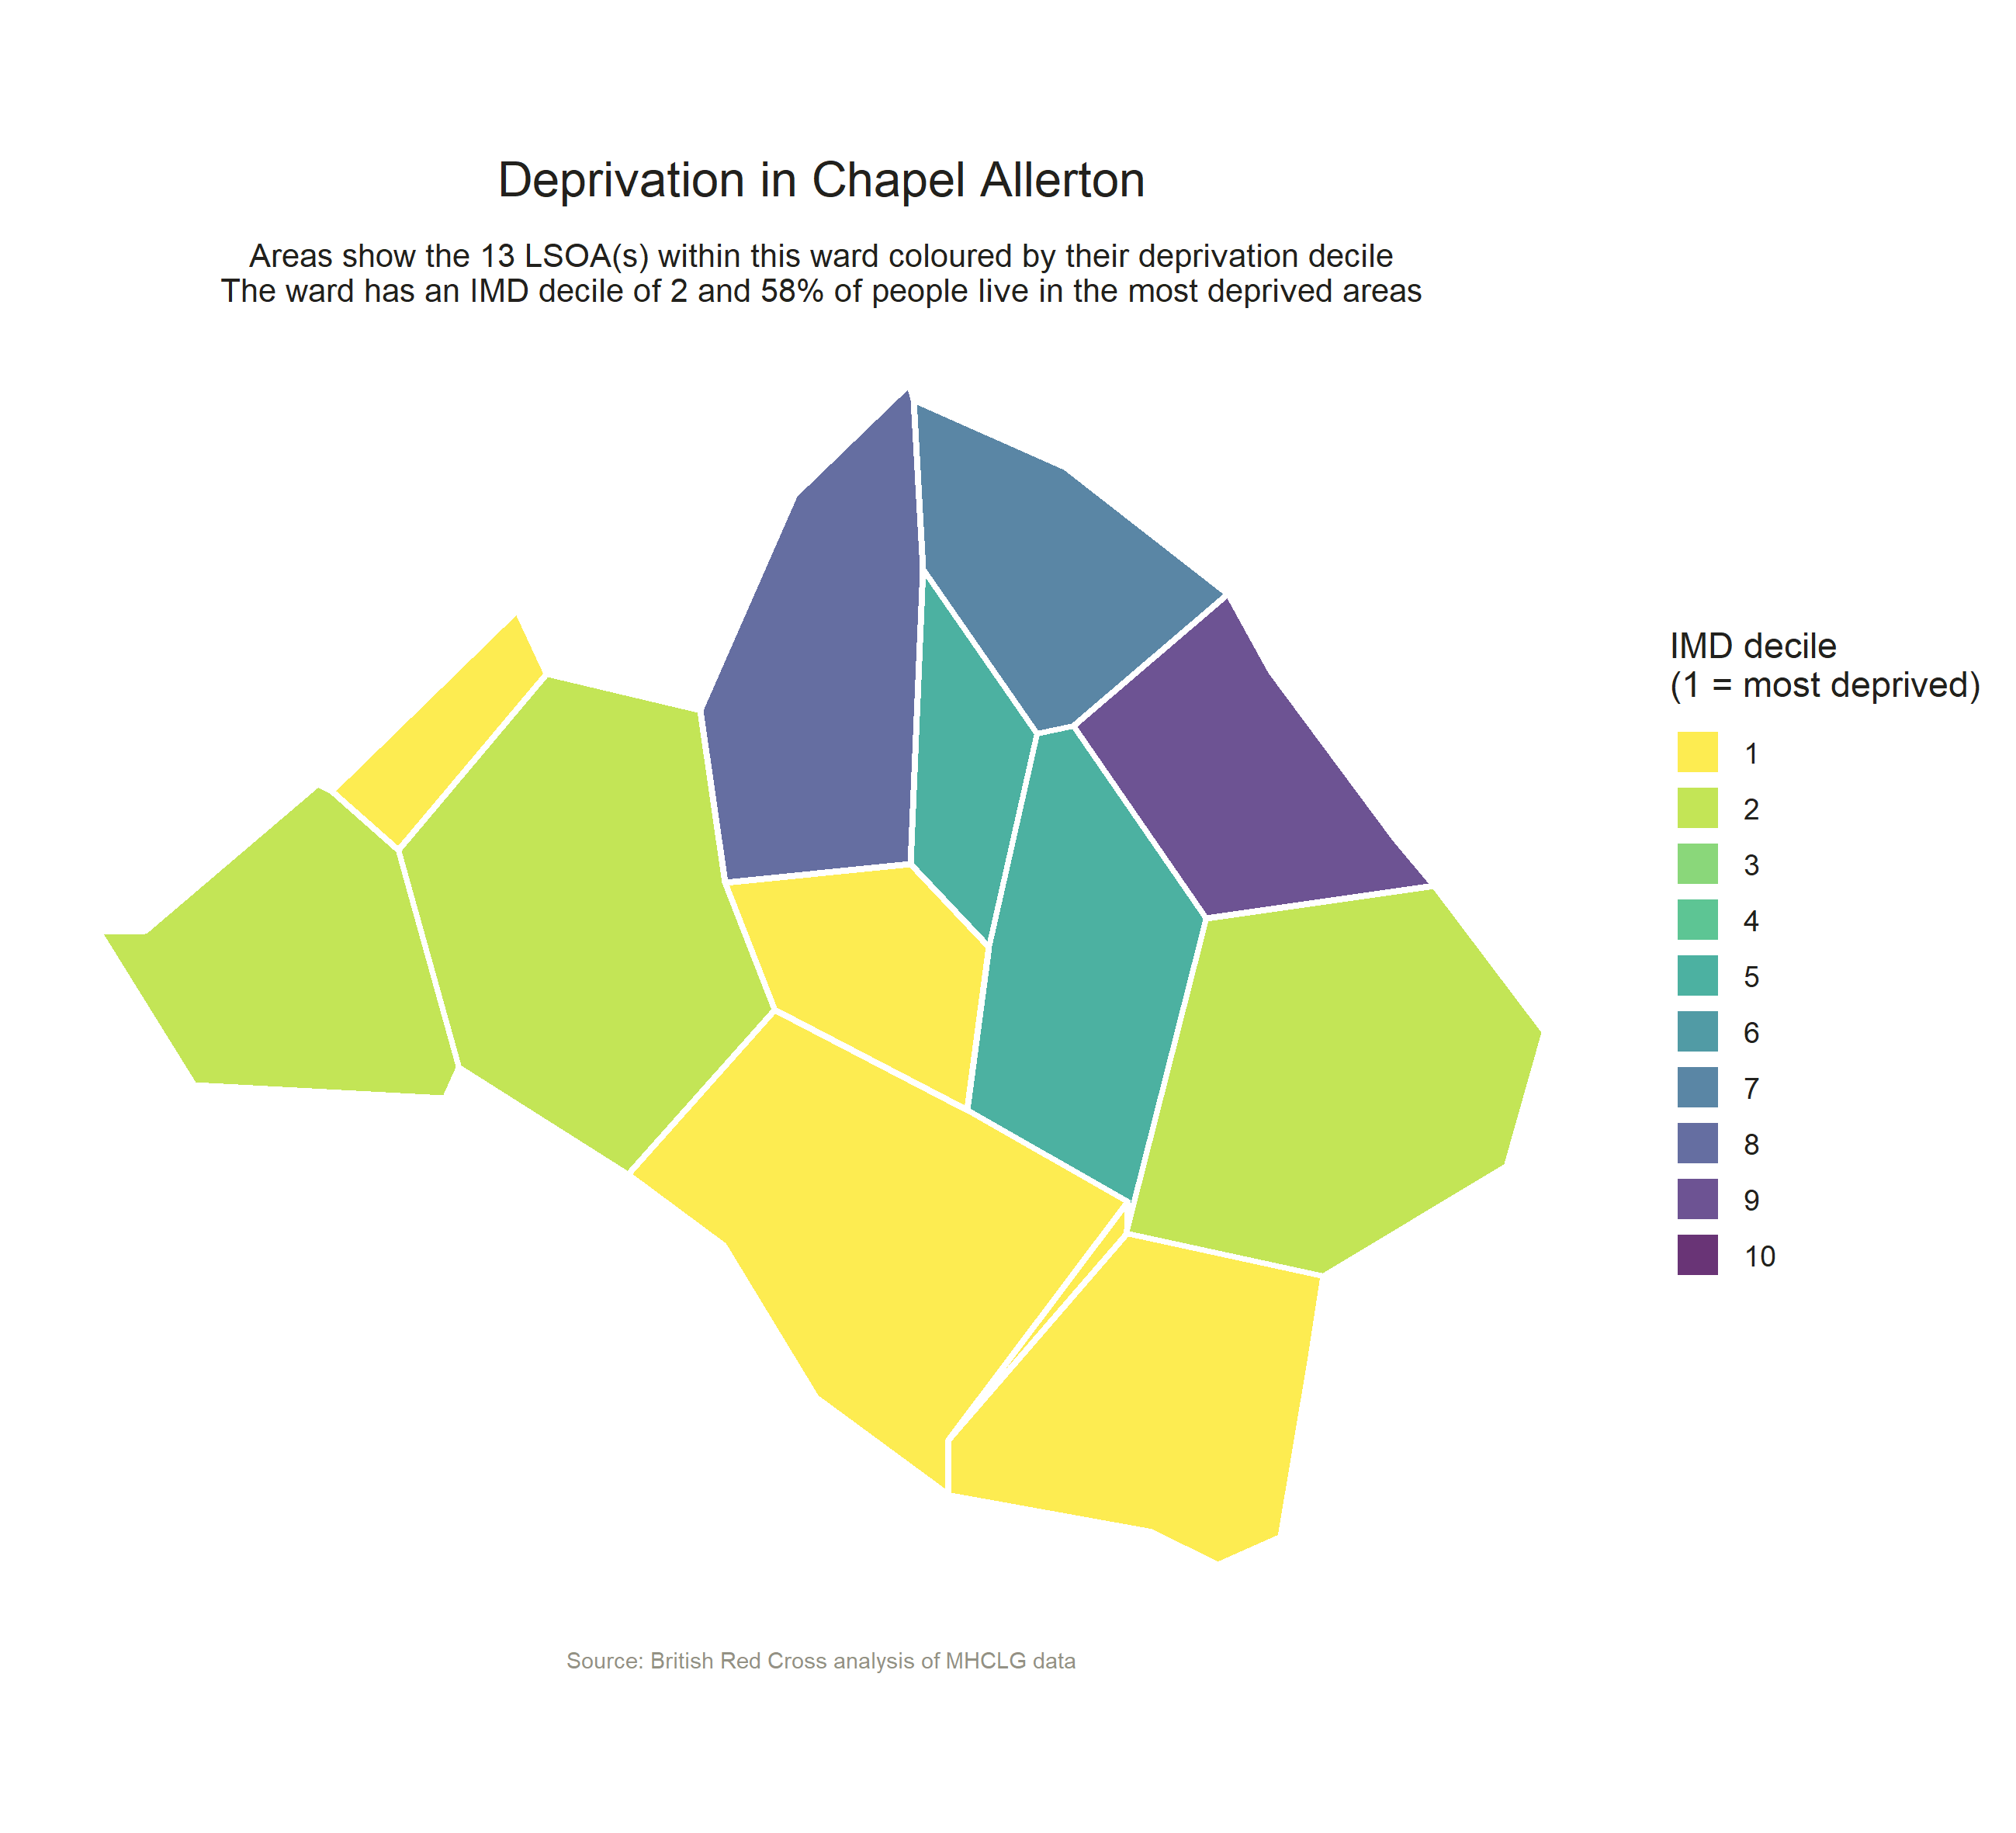 Deprivation in Chapel Allerton
Areas show the 13 LSOA(s) within this ward coloured by their deprivation decile
The ward has an IMD decile of 2 and 58% of people live in the most deprived areas
IMD decile
(1 = most deprived)
1
2
3
4
5
6
7
8
9
10
Source: British Red Cross analysis of MHCLG data